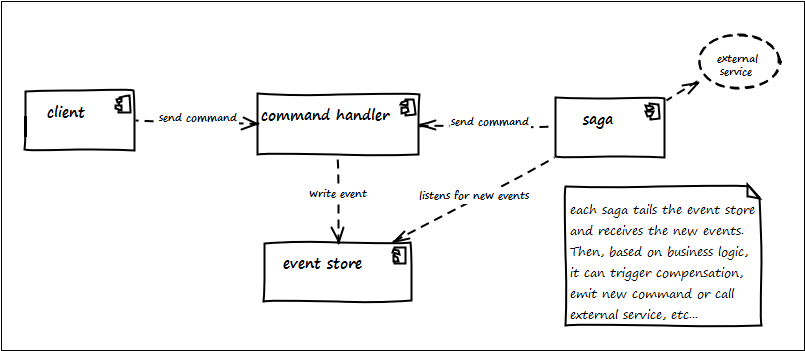 external
service
client
send command
command handler
send command
saga
write event
listens for new events
event store
each saga tails the event store
and receives the new events.
Then, based on business logic,
it can trigger compensation,
emit new command or call
external service, etc...